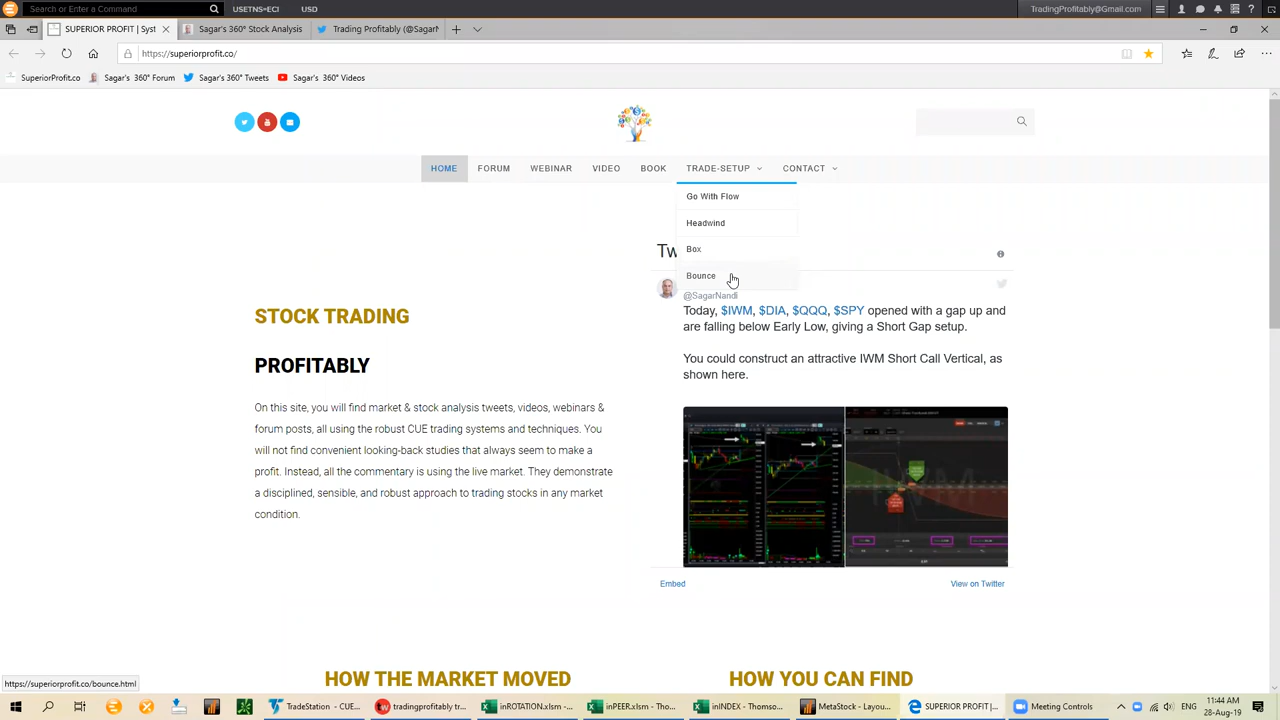 Search or Enter Command
USETNS=ECI
USD
TradingProfitably@Gmail.com
SUPERIOR PROFIT | Syst
Sagar's 360° Stock Analysis
Trading Profitably (@Sagar
https://superiorprofit.co/
SuperiorProfit.co
Sagar's 360° Forum
Sagar's 360° Tweets
Sagar's 360° Videos
HOME
FORUM
WEBINAR
VIDEO
BOOK
TRADE-SETUP
CONTACT
Go With Flow
Headwind
Box
Bounce
Tw
@SagarNandi
Today, $IWM, $DIA, $QQQ, $SPY opened with a gap up and
are falling below Early Low, giving a Short Gap setup.
You could construct an attractive IWM Short Call Vertical, as
shown here.
Embed
View on Twitter
STOCK TRADING
PROFITABLY
On this site, you will find market & stock analysis tweets, videos, webinars &
forum posts, all using the robust CUE trading systems and techniques. You
will not find convenient looking-back studies that always seem to make a
profit. Instead, all the commentary is using the live market. They demonstrate
a disciplined, sensible, and robust approach to trading stocks in any market
condition.
HOW THE MARKET MOVED
HOW YOU CAN FIND
https://superiorprofit.co/bounce.html
TradeStation - CUE...
tradingprofitably tr...
inROTATION.xlsm -...
inPEER.xlsm - Tho...
inINDEX - Thomson...
MetaStock - Layou...
SUPERIOR PROFIT |...
Meeting Controls
11:44 AM
28-Aug-19